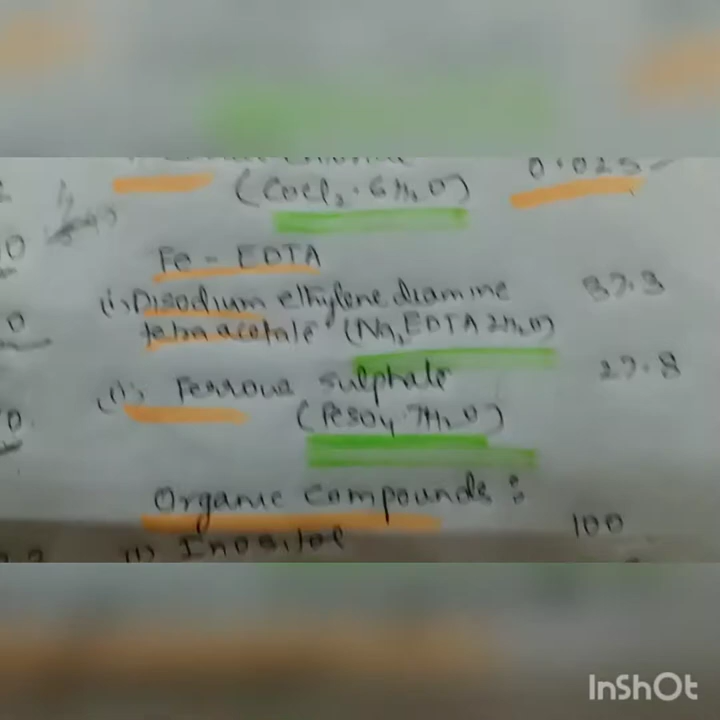 0.025
(CoCl2.6H2O)
Fe - EDTA
(i) Disodium ethylene diamine 37.3
tetra acetate (Na2EDTA 2H2O)
(ii) Ferrous sulphate 27.8
(FeSO4.7H2O)
Organic compounds :
(i) Inositol 100
InShOt